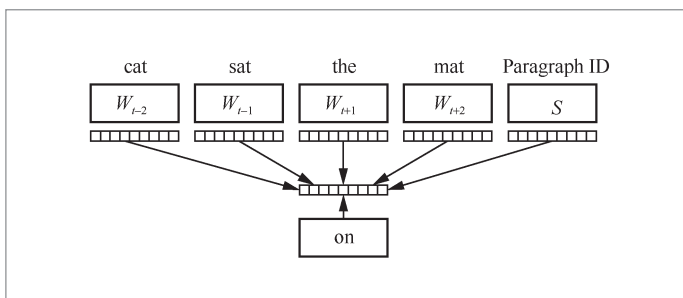 cat sat the mat Paragraph ID
W_{t–2} W_{t–1} W_{t+1} W_{t+2} S
on